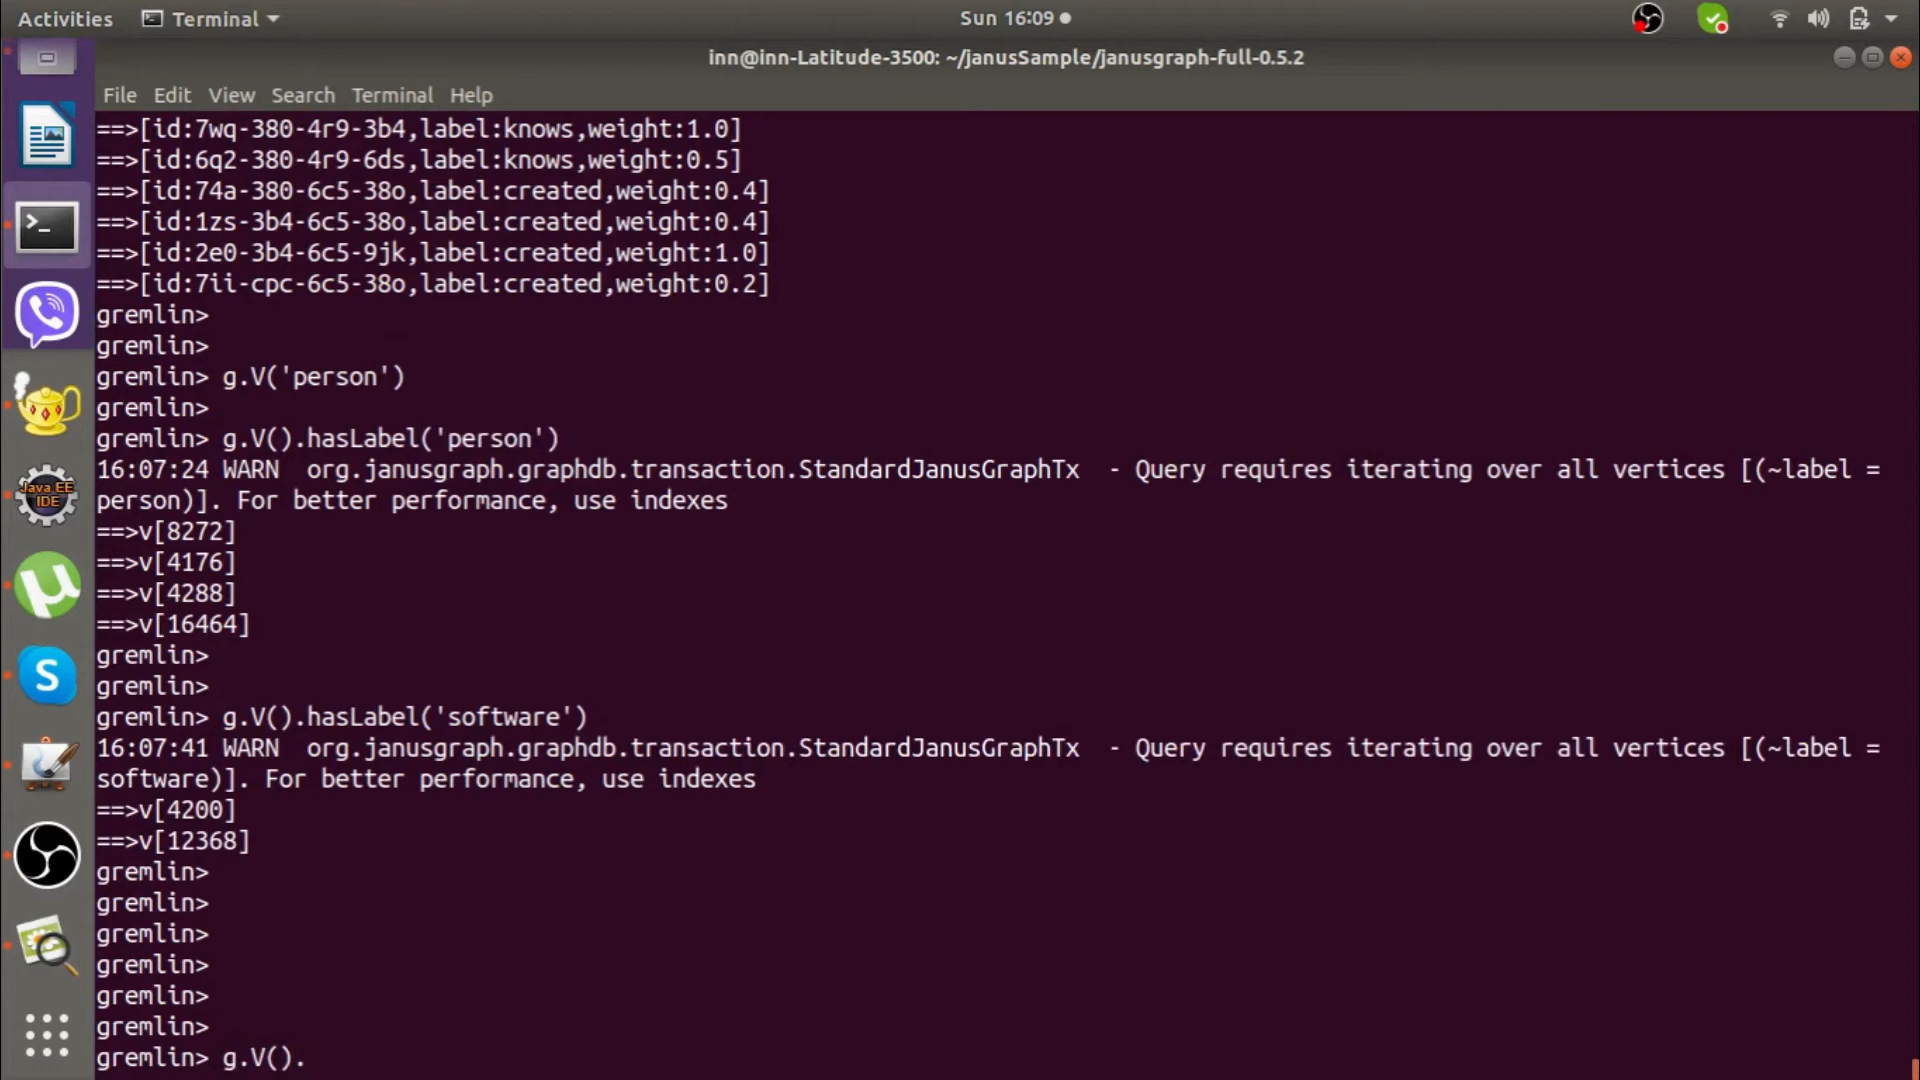 Activities Terminal Sun 16:09
inn@inn-Latitude-3500: ~/janusSample/janusgraph-full-0.5.2
File Edit View Search Terminal Help
==>[id:7wq-380-4r9-3b4,label:knows,weight:1.0]
==>[id:6q2-380-4r9-6ds,label:knows,weight:0.5]
==>[id:74a-380-6c5-38o,label:created,weight:0.4]
==>[id:1zs-3b4-6c5-38o,label:created,weight:0.4]
==>[id:2e0-3b4-6c5-9jk,label:created,weight:1.0]
==>[id:7ii-cpc-6c5-38o,label:created,weight:0.2]
gremlin>
gremlin>
gremlin> g.V('person')
gremlin>
gremlin> g.V().hasLabel('person')
16:07:24 WARN  org.janusgraph.graphdb.transaction.StandardJanusGraphTx  - Query requires iterating over all vertices [(~label =
person)]. For better performance, use indexes
==>v[8272]
==>v[4176]
==>v[4288]
==>v[16464]
gremlin>
gremlin>
gremlin> g.V().hasLabel('software')
16:07:41 WARN  org.janusgraph.graphdb.transaction.StandardJanusGraphTx  - Query requires iterating over all vertices [(~label =
software)]. For better performance, use indexes
==>v[4200]
==>v[12368]
gremlin>
gremlin>
gremlin>
gremlin>
gremlin>
gremlin>
gremlin> g.V().
Java EE
IDE
µ
S